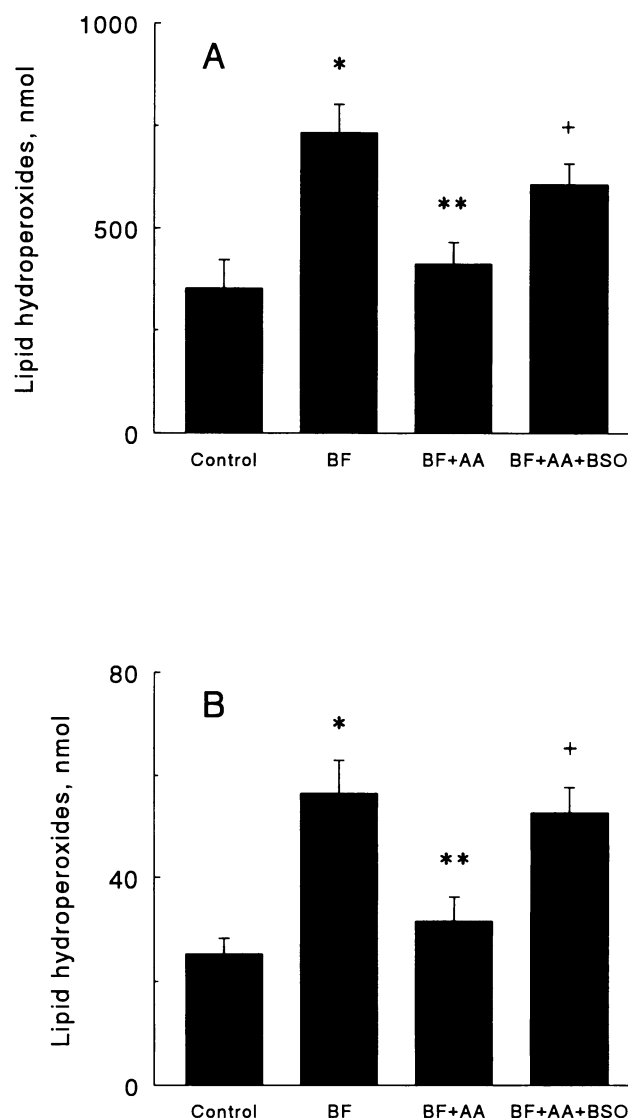 1000
A
*
+
**
500
0
Lipid hydroperoxides, nmol
Control BF BF+AA BF+AA+BSO
80
B
*
+
**
40
0
Lipid hydroperoxides, nmol
Control BF BF+AA BF+AA+BSO